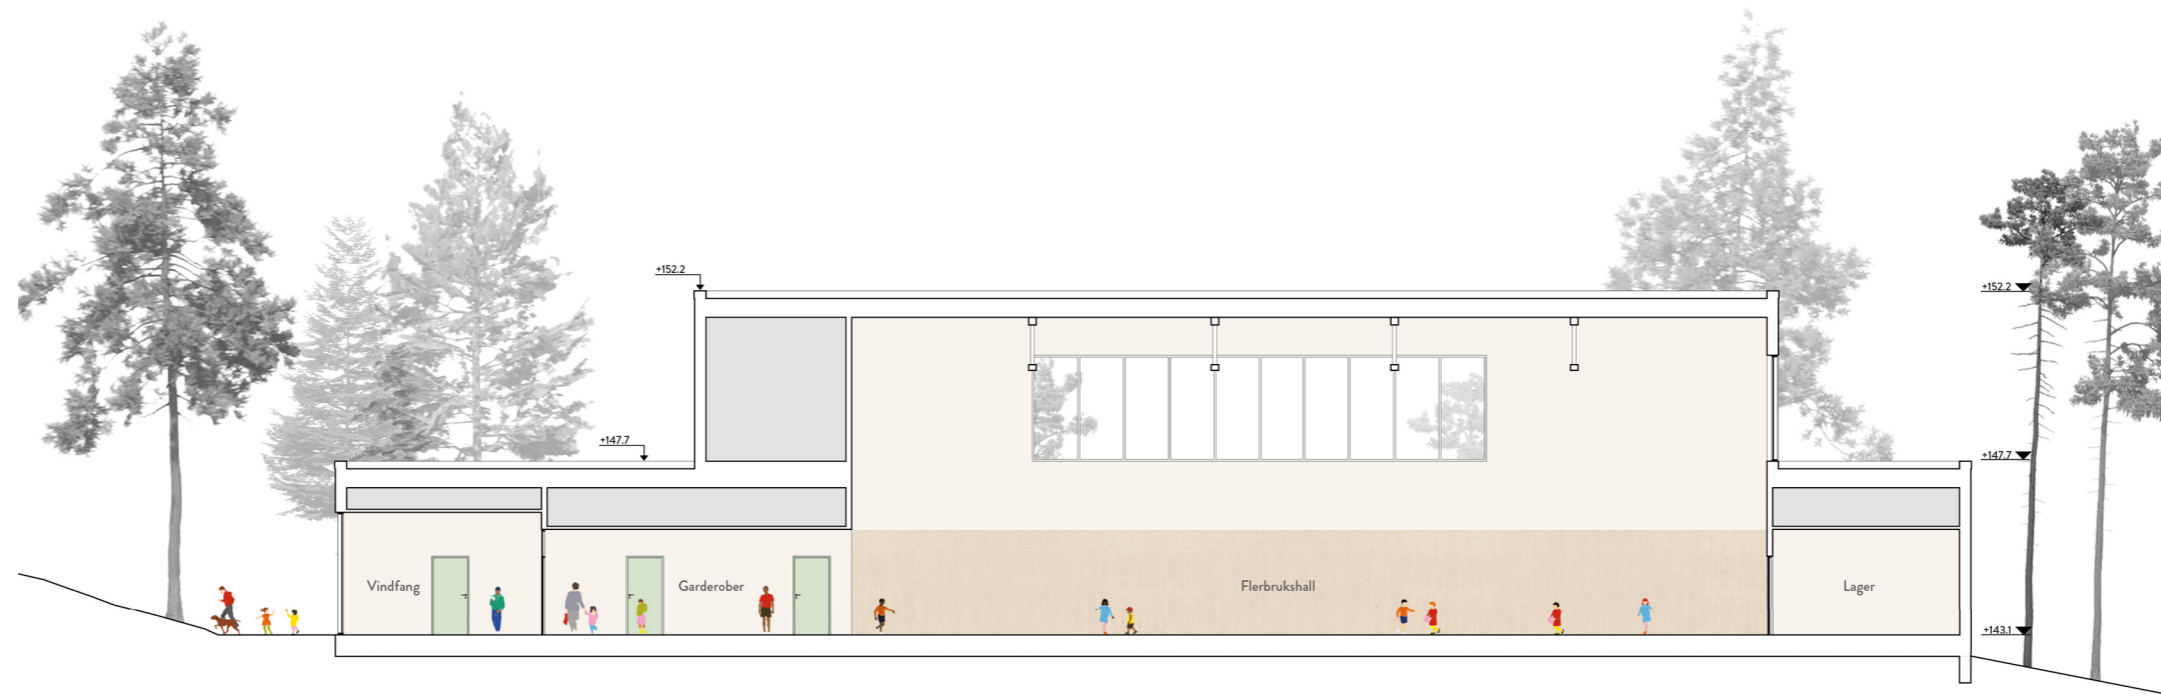 +152.2
+152.2
+147.7
+147.7
Vindfang
Garderober
Flerbrukshall
Lager
+143.1